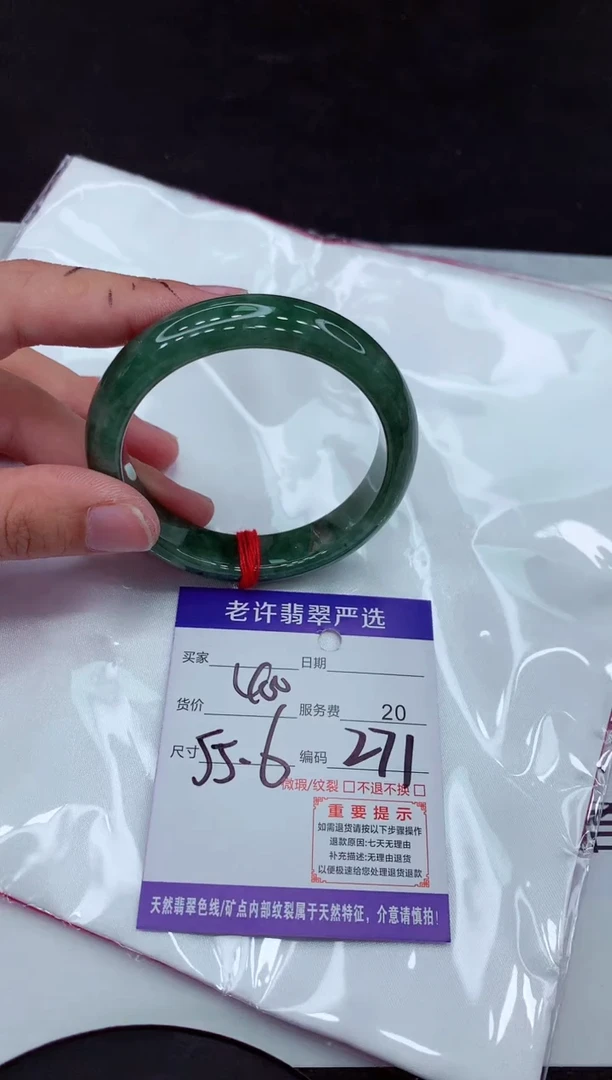 老许翡翠严选
买家 日期
货价 400 服务费 20
尺寸 55.6 编码 271
微瑕/纹裂 □ 不退不换 □
重要提示
如需退货请按以下步骤操作
退款原因:七天无理由
补充描述:无理由退货
以便极速给您处理退货退款
天然翡翠色线/矿点内部纹裂属于天然特征，介意请慎拍!